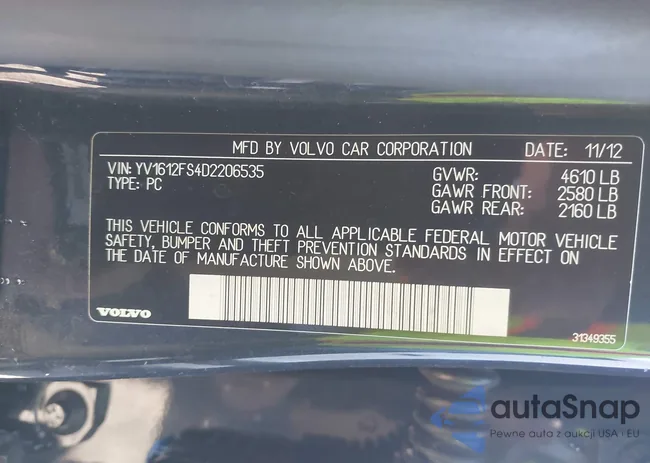 MFD BY VOLVO CAR CORPORATION DATE: 11/12
VIN: YV1612FS4D2206535
TYPE: PC
GVWR: 4610 LB
GAWR FRONT: 2580 LB
GAWR REAR: 2160 LB
THIS VEHICLE CONFORMS TO ALL APPLICABLE FEDERAL MOTOR VEHICLE
SAFETY, BUMPER AND THEFT PREVENTION STANDARDS IN EFFECT ON
THE DATE OF MANUFACTURE SHOWN ABOVE.
VOLVO
31349355
autaSnap
Pewne auta z aukcji USA i EU